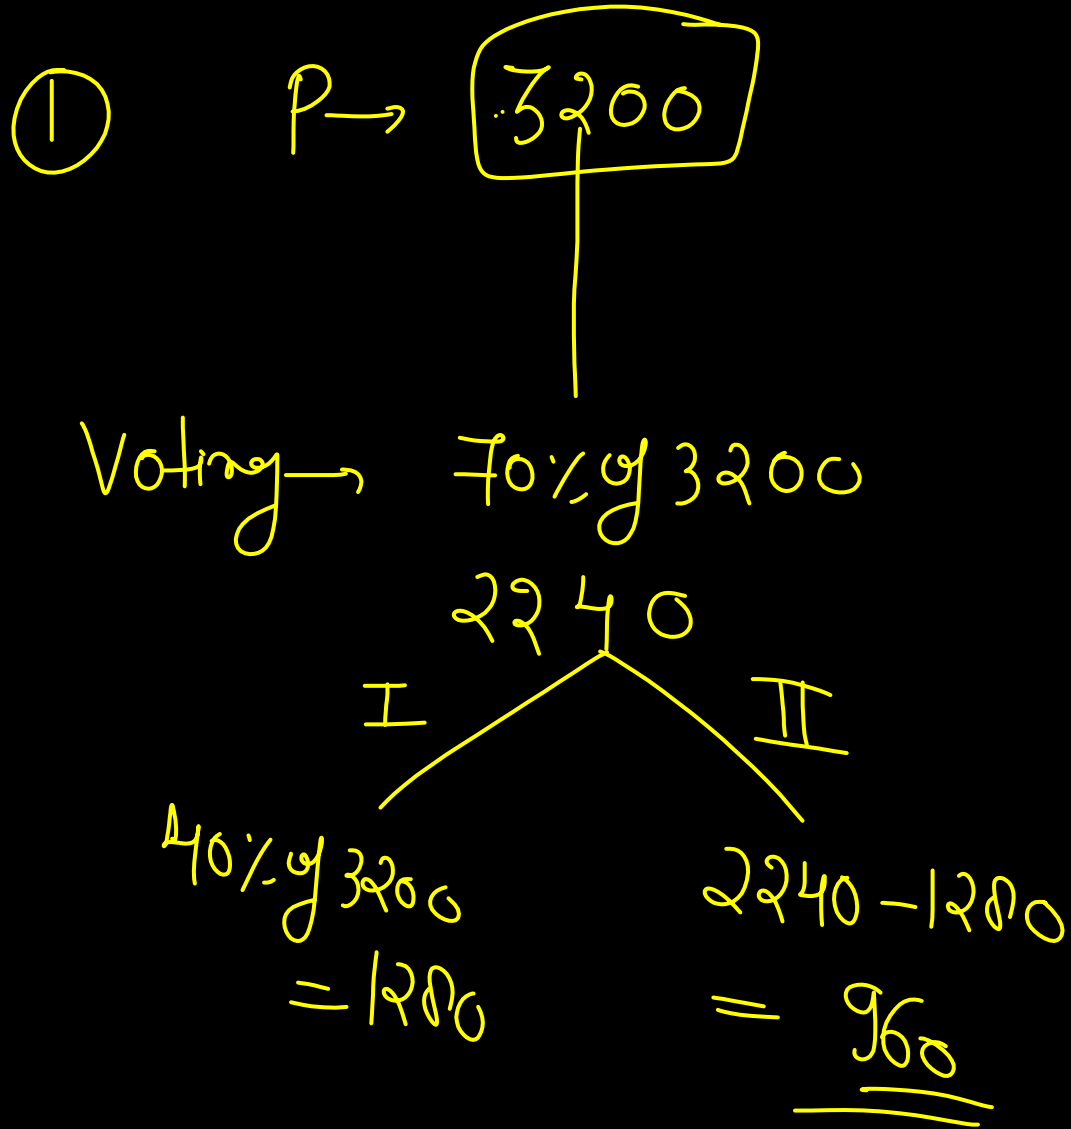 1 P → 3200
Voting → 70% of 3200
2240
I II
40% of 3200 2240 - 1280
= 1280 = 960